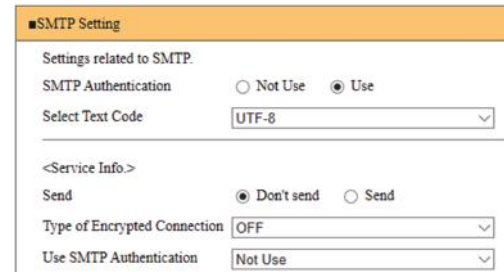 ■SMTP Setting
Settings related to SMTP.
SMTP Authentication Not Use Use
Select Text Code UTF-8
<Service Info.>
Send Don't send Send
Type of Encrypted Connection OFF
Use SMTP Authentication Not Use